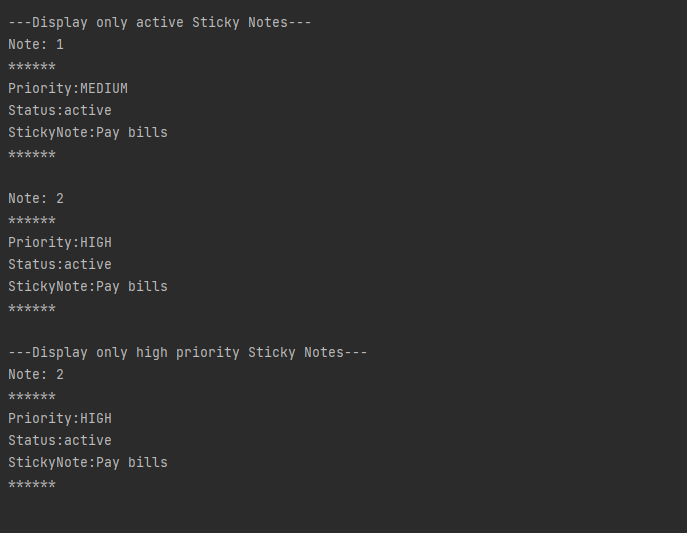 ---Display only active Sticky Notes---
Note: 1
******
Priority:MEDIUM
Status:active
StickyNote:Pay bills
******
Note: 2
******
Priority:HIGH
Status:active
StickyNote:Pay bills
******
---Display only high priority Sticky Notes---
Note: 2
******
Priority:HIGH
Status:active
StickyNote:Pay bills
******